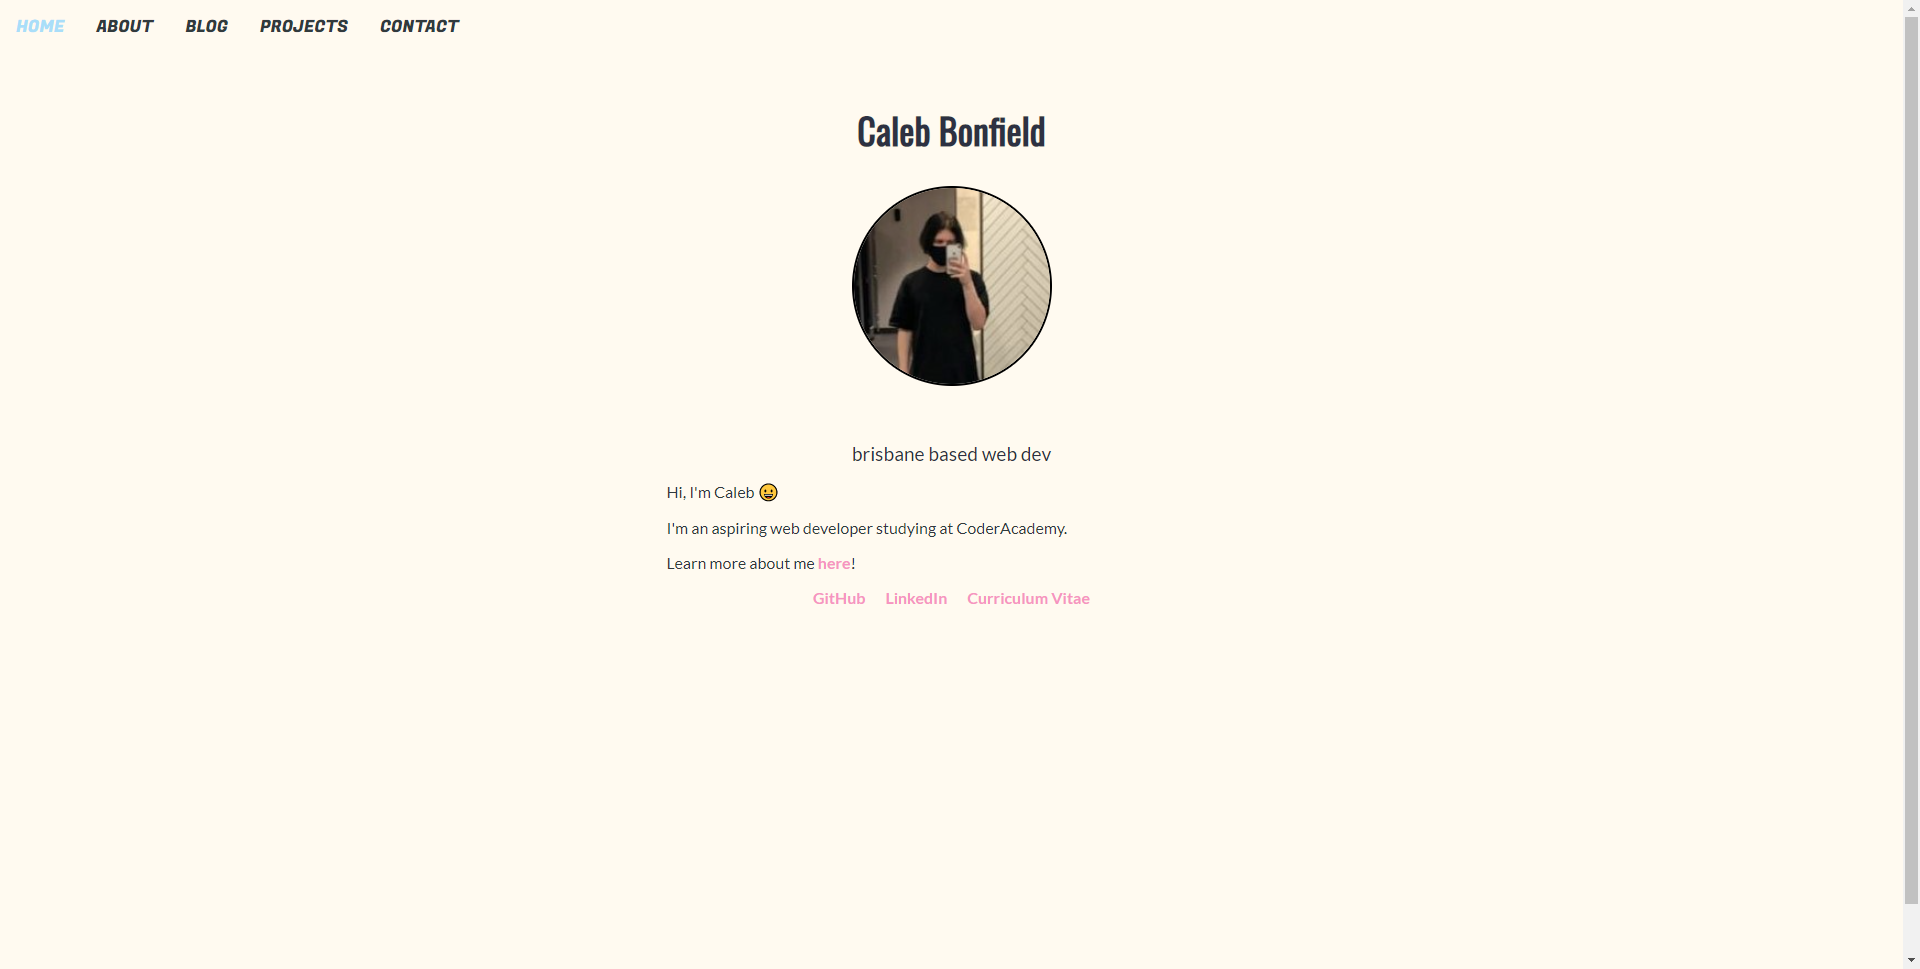 HOME ABOUT BLOG PROJECTS CONTACT
Caleb Bonfield
brisbane based web dev
Hi, I'm Caleb 😀
I'm an aspiring web developer studying at CoderAcademy.
Learn more about me here!
GitHub LinkedIn Curriculum Vitae